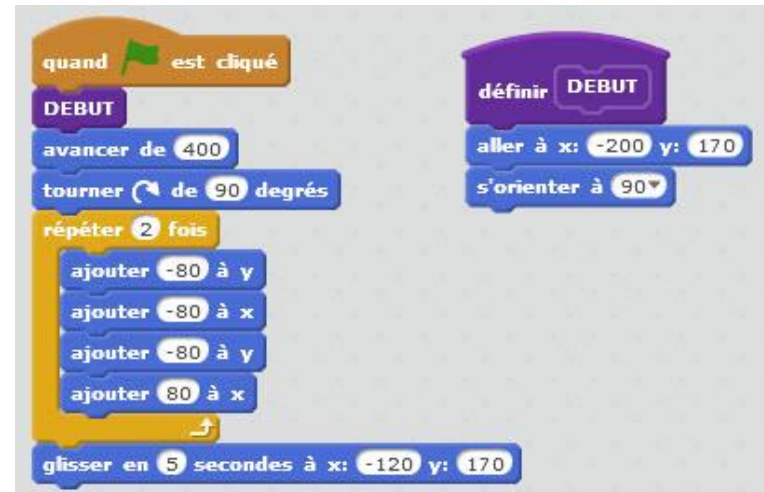 quand est cliqué
DEBUT
avancer de 400
tourner de 90 degrés
répéter 2 fois
ajouter -80 à y
ajouter -80 à x
ajouter -80 à y
ajouter 80 à x
glisser en 5 secondes à x: -120 y: 170
définir DEBUT
aller à x: -200 y: 170
s'orienter à 90